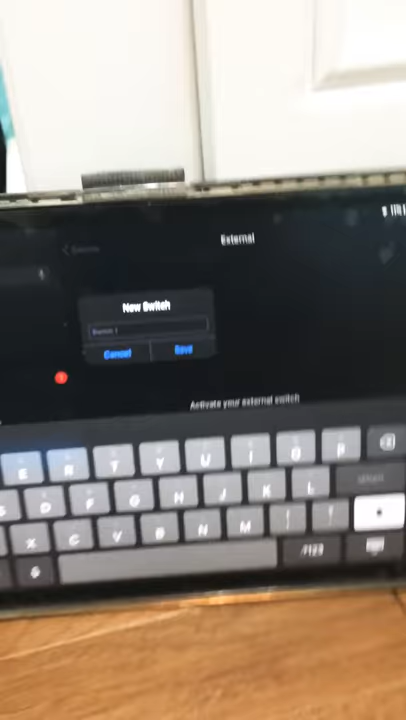 External
New Switch
Switch 1
Cancel
Save
Activate your external switch
E R T Y U I O P
S D F G H J K L
X C V B N M ! ?
$ .?123